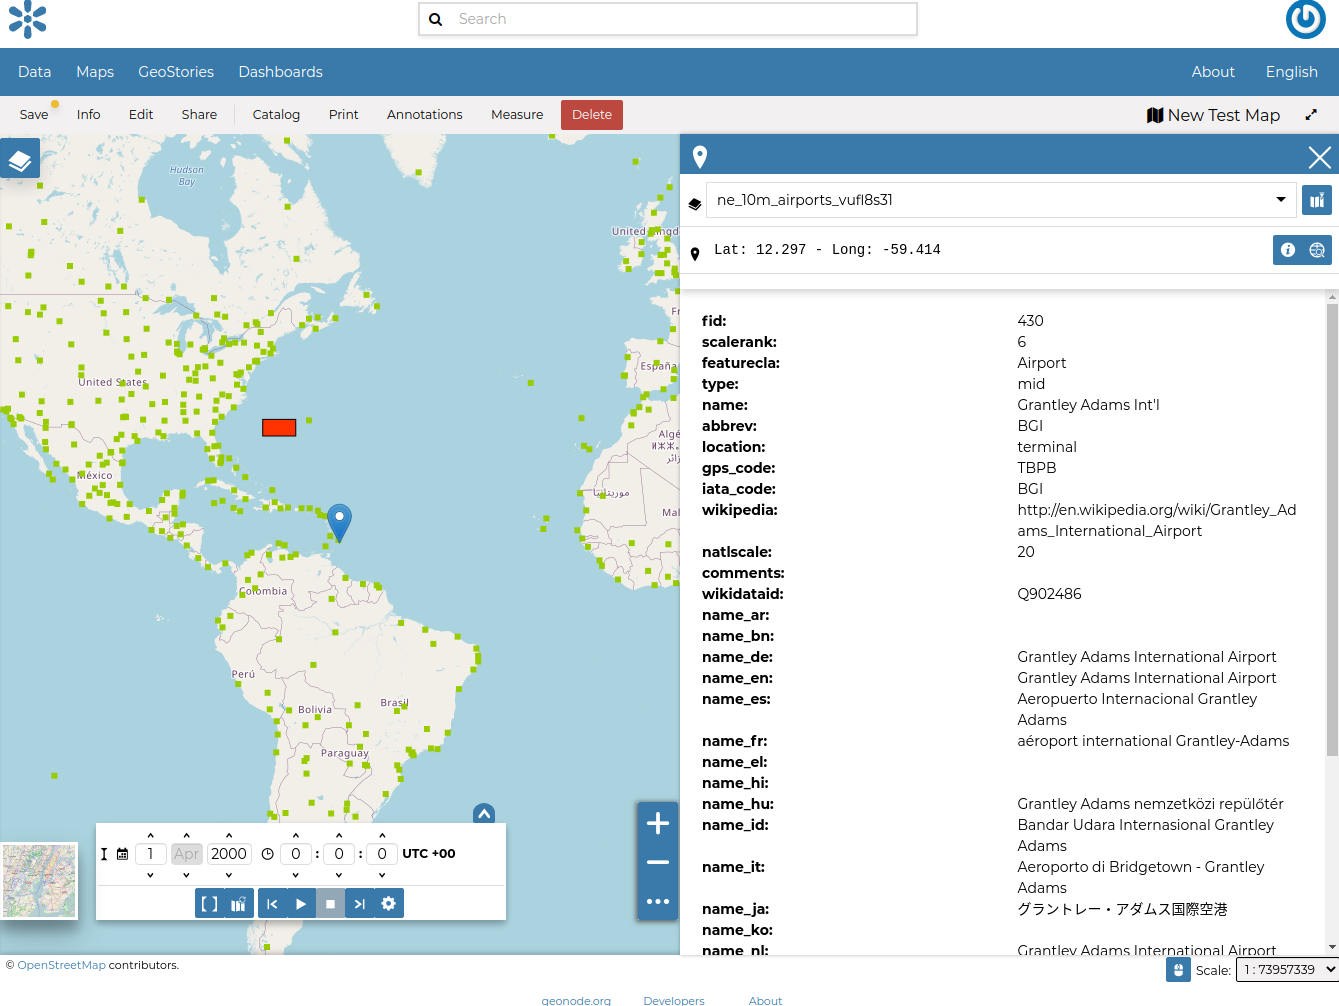 Search
Data Maps GeoStories Dashboards About English
Save Info Edit Share Catalog Print Annotations Measure Delete New Test Map
Hudson
Bay
United
United States
España
México
Colombia
Perú
Brasil
Bolivia
Paraguay
موريتانيا
ne_10m_airports_vufl8s31
Lat: 12.297 - Long: -59.414
fid: 430
scalerank: 6
featurecla: Airport
type: mid
name: Grantley Adams Int'l
abbrev: BGI
location: terminal
gps_code: TBPB
iata_code: BGI
wikipedia: http://en.wikipedia.org/wiki/Grantley_Ad
ams_International_Airport
natlscale: 20
comments:
wikidataid: Q902486
name_ar:
name_bn:
name_de: Grantley Adams International Airport
name_en: Grantley Adams International Airport
name_es: Aeropuerto Internacional Grantley
Adams
name_fr: aéroport international Grantley-Adams
name_el:
name_hi:
name_hu: Grantley Adams nemzetközi repülőtér
name_id: Bandar Udara Internasional Grantley
Adams
name_it: Aeroporto di Bridgetown - Grantley
Adams
name_ja: グラントレー・アダムス国際空港
name_ko:
name_nl: Grantley Adams International Airport
1 Apr 2000 0 : 0 : 0 UTC +00
© OpenStreetMap contributors.
Scale: 1 : 73957339
geonode.org Developers About